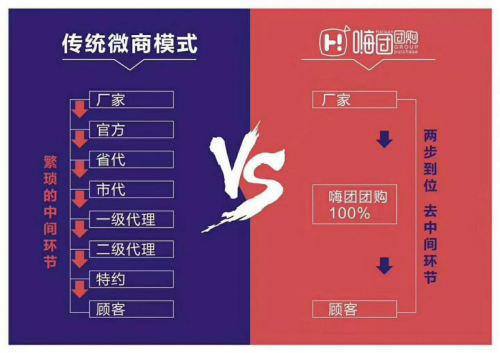 传统微商模式
厂家
官方
省代
市代
一级代理
二级代理
特约
顾客
繁琐的中间环节
VS
H!
嗨团团购
GROUP
purchase
厂家
嗨团团购
100%
顾客
两步到位 去中间环节